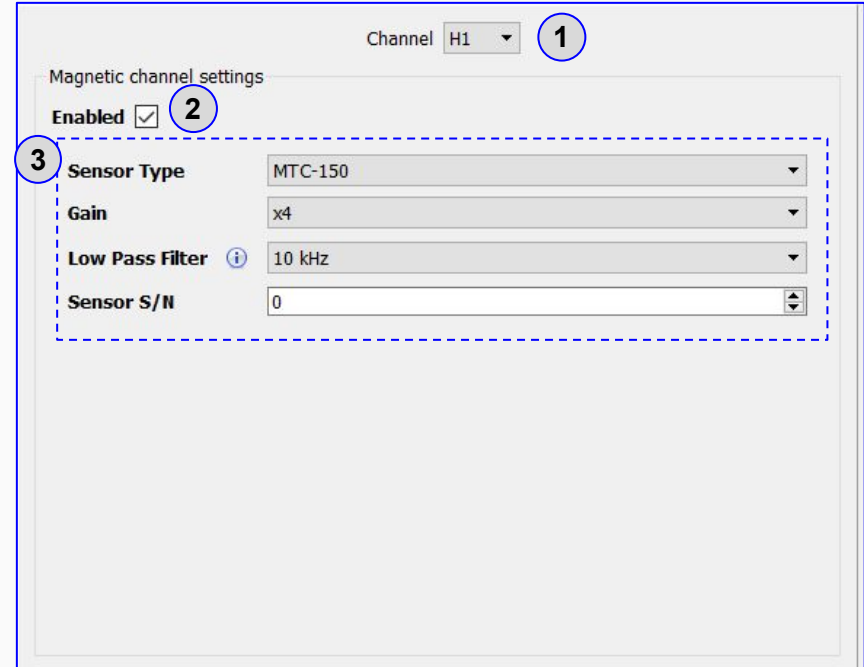 Channel H1 1
Magnetic channel settings
Enabled 2
3
Sensor Type MTC-150
Gain x4
Low Pass Filter i 10 kHz
Sensor S/N 0